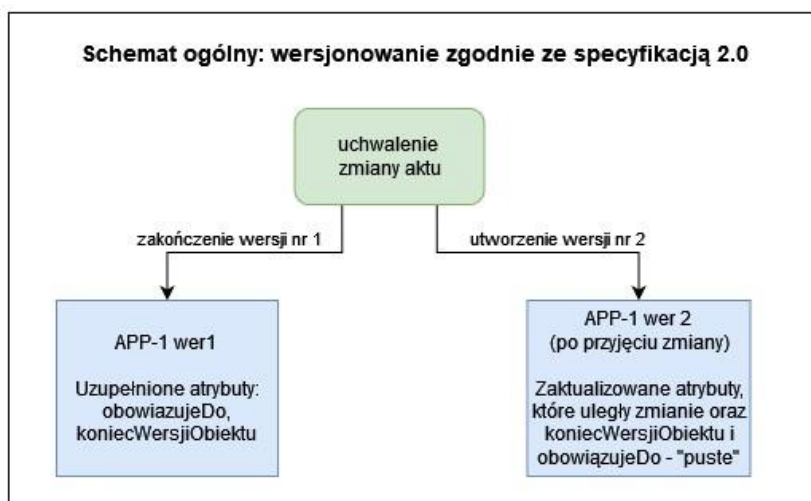 Schemat ogólny: wersjonowanie zgodnie ze specyfikacją 2.0
uchwalenie
zmiany aktu
zakończenie wersji nr 1
utworzenie wersji nr 2
APP-1 wer1
Uzupełnione atrybuty:
obowiazujeDo,
koniecWersjiObiektu
APP-1 wer 2
(po przyjęciu zmiany)
Zaktualizowane atrybuty,
które uległy zmianie oraz
koniecWersjiObiektu i
obowiązujeDo - "puste"